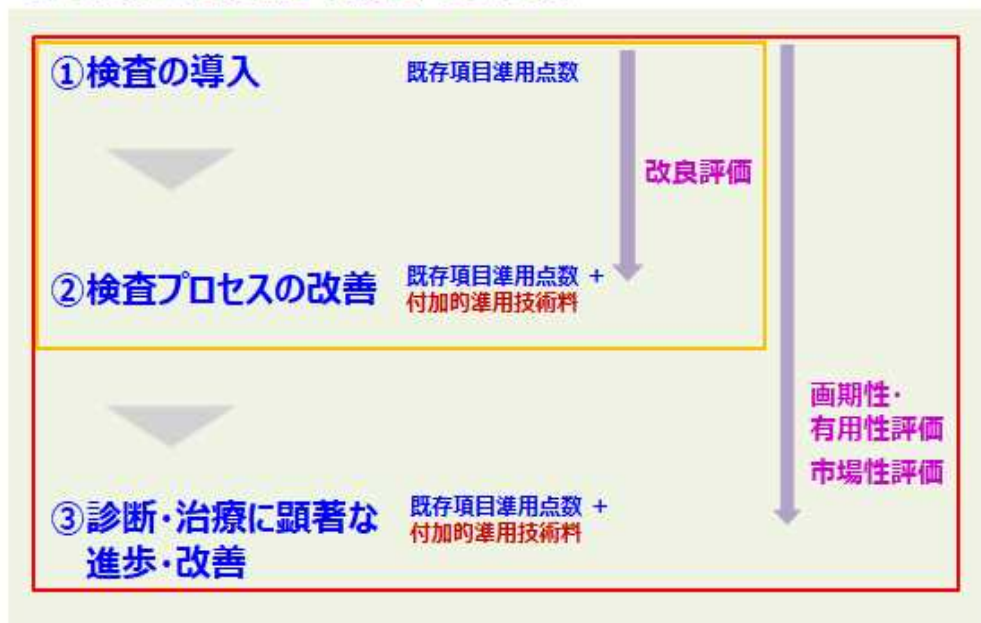 ①検査の導入
既存項目準用点数
改良評価
②検査プロセスの改善
既存項目準用点数 +
付加的準用技術料
画期性・
有用性評価
市場性評価
③診断・治療に顕著な
進歩・改善
既存項目準用点数 +
付加的準用技術料